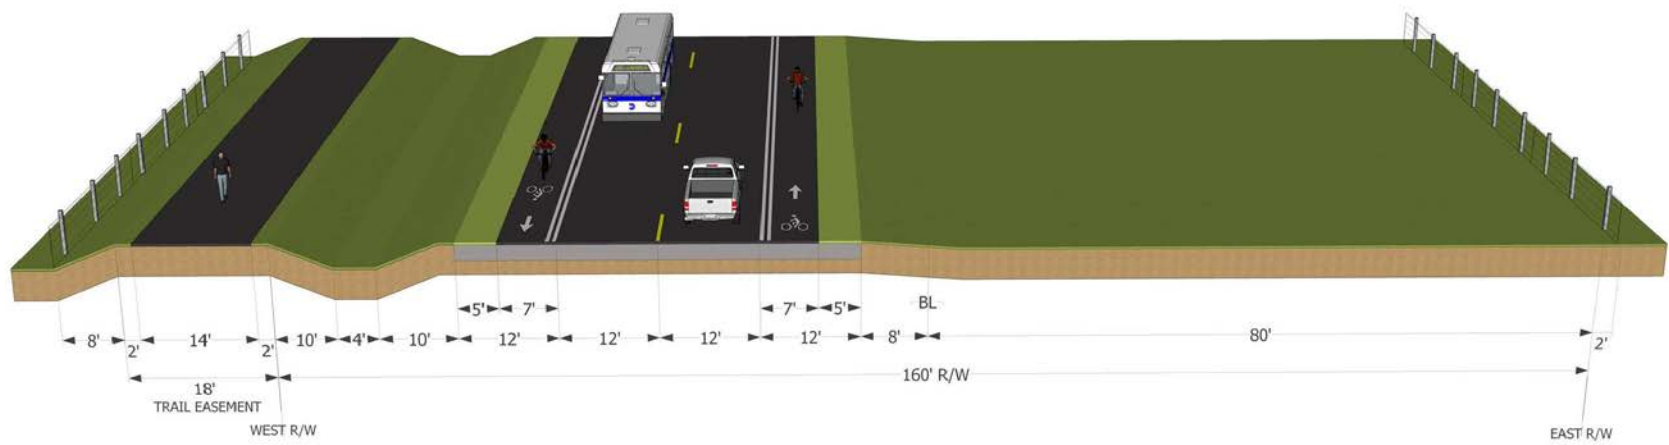 5' 7' 7' 5' BL
8' 2' 14' 2' 10' 4' 10' 12' 12' 12' 12' 8' 80' 2'
18' 160' R/W
TRAIL EASEMENT
WEST R/W EAST R/W